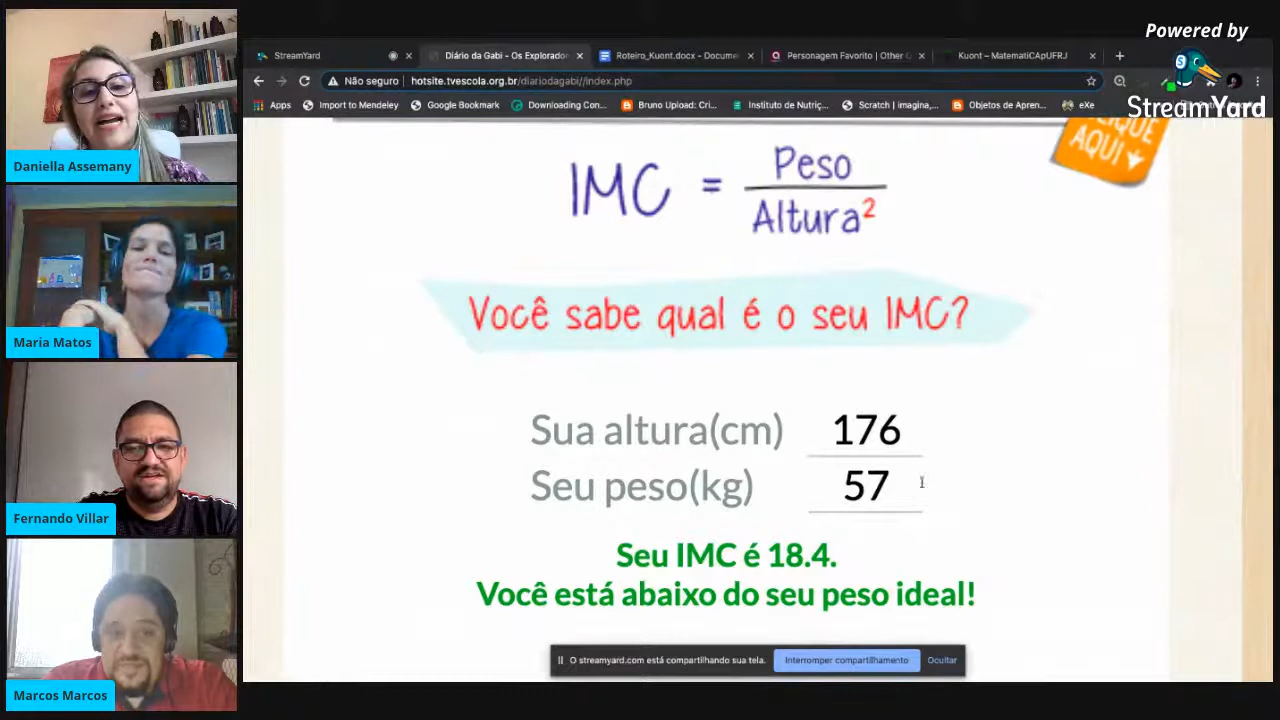 Powered by
StreamYard
StreamYard
Diário da Gabi - Os Explorador
Roteiro_Kuont.docx - Docume
Personagem Favorito | Other
Kuont – MatematiCApUFRJ
Não seguro
hotsite.tvescola.org.br/diariodagabi//index.php
Apps
Import to Mendeley
Google Bookmark
Downloading Con...
Bruno Upload: Cri...
Instituto de Nutriç...
Scratch | imagina,...
Objetos de Apren...
eXe
CLIQUE
AQUI
IMC = Peso
Altura²
Você sabe qual é o seu IMC?
Sua altura(cm) 176
Seu peso(kg) 57
Seu IMC é 18.4.
Você está abaixo do seu peso ideal!
O streamyard.com está compartilhando sua tela.
Interromper compartilhamento
Ocultar
Daniella Assemany
Maria Matos
Fernando Villar
Marcos Marcos